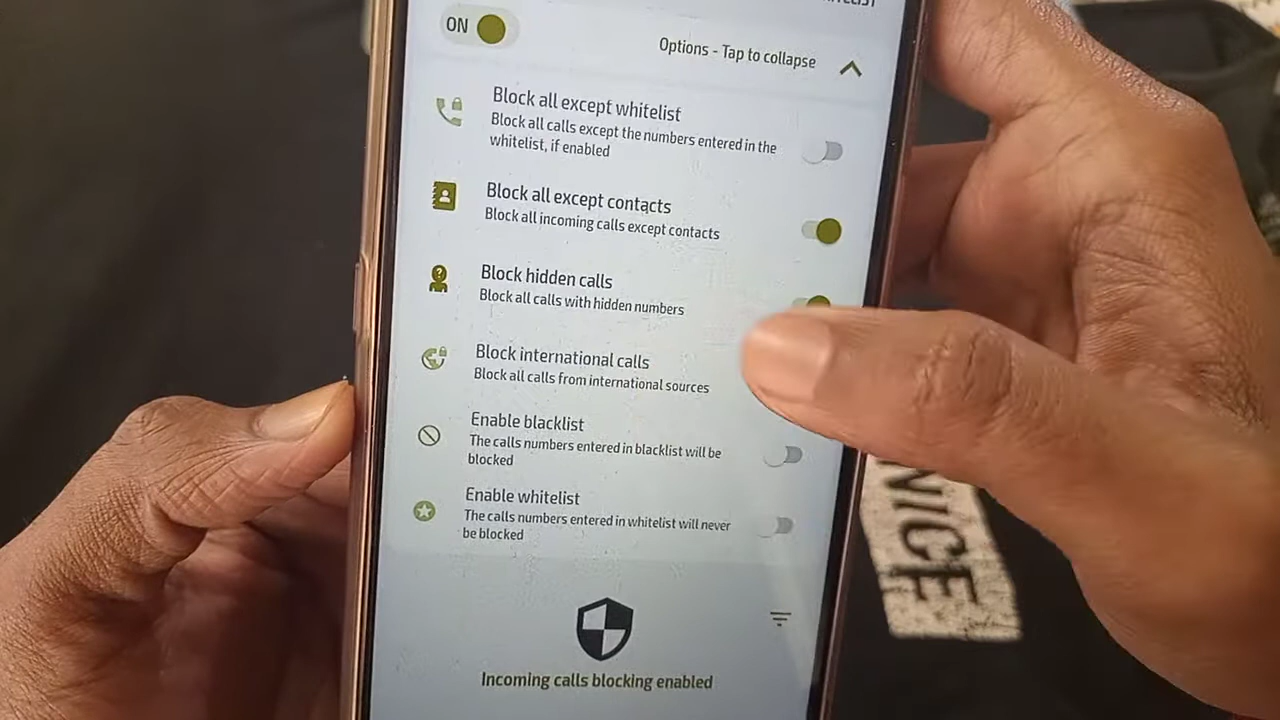 ON
Options - Tap to collapse
Block all except whitelist
Block all calls except the numbers entered in the
whitelist, if enabled
Block all except contacts
Block all incoming calls except contacts
Block hidden calls
Block all calls with hidden numbers
Block international calls
Block all calls from international sources
Enable blacklist
The calls numbers entered in blacklist will be
blocked
Enable whitelist
The calls numbers entered in whitelist will never
be blocked
Incoming calls blocking enabled
NICE